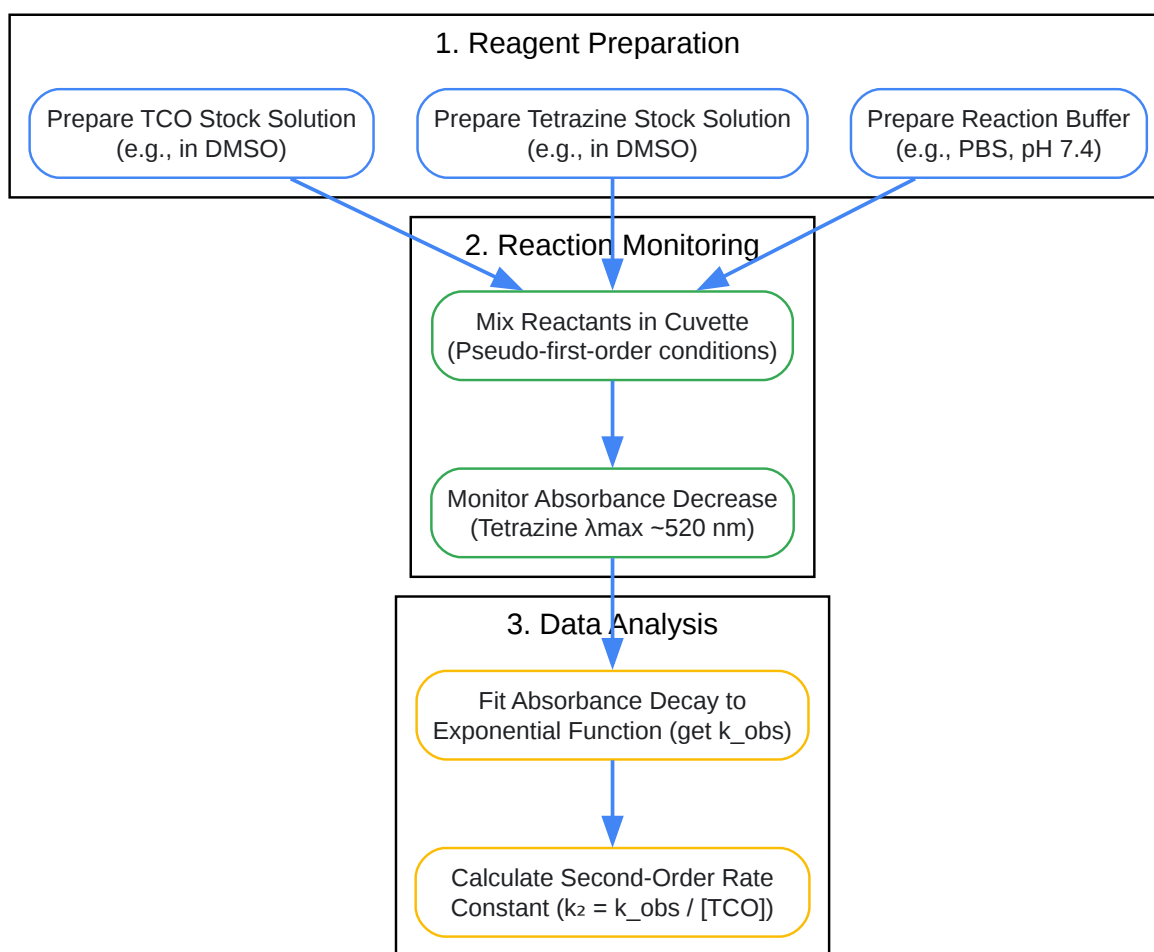 1. Reagent Preparation
Prepare TCO Stock Solution
(e.g., in DMSO)
Prepare Tetrazine Stock Solution
(e.g., in DMSO)
Prepare Reaction Buffer
(e.g., PBS, pH 7.4)
2. Reaction Monitoring
Mix Reactants in Cuvette
(Pseudo-first-order conditions)
Monitor Absorbance Decrease
(Tetrazine λmax ~520 nm)
3. Data Analysis
Fit Absorbance Decay to
Exponential Function (get k_obs)
Calculate Second-Order Rate
Constant (k₂ = k_obs / [TCO])